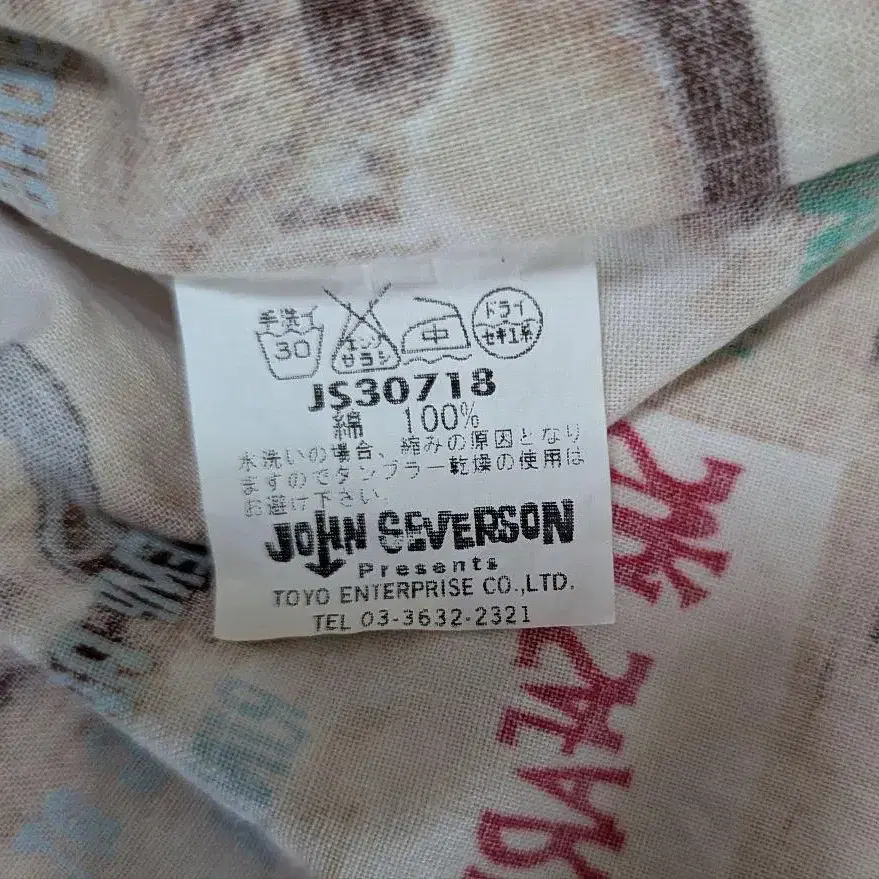 手洗イ
30
エンソ
サラシ
中
ドライ
セキユ系
JS30718
綿 100%
水洗いの場合、縮みの原因となり
ますのでタンブラー乾燥の使用は
お避け下さい。
JOHN SEVERSON
Presents
TOYO ENTERPRISE CO.,LTD.
TEL 03-3632-2321